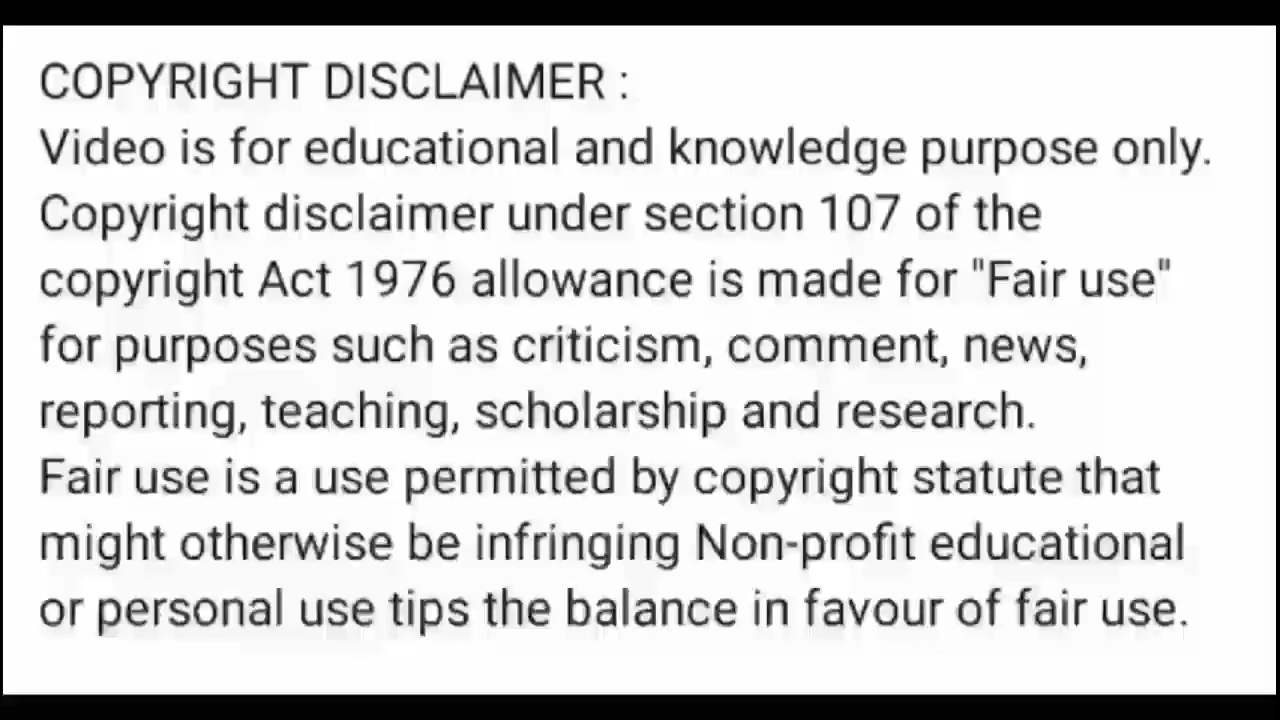 COPYRIGHT DISCLAIMER :
Video is for educational and knowledge purpose only.
Copyright disclaimer under section 107 of the
copyright Act 1976 allowance is made for "Fair use"
for purposes such as criticism, comment, news,
reporting, teaching, scholarship and research.
Fair use is a use permitted by copyright statute that
might otherwise be infringing Non-profit educational
or personal use tips the balance in favour of fair use.